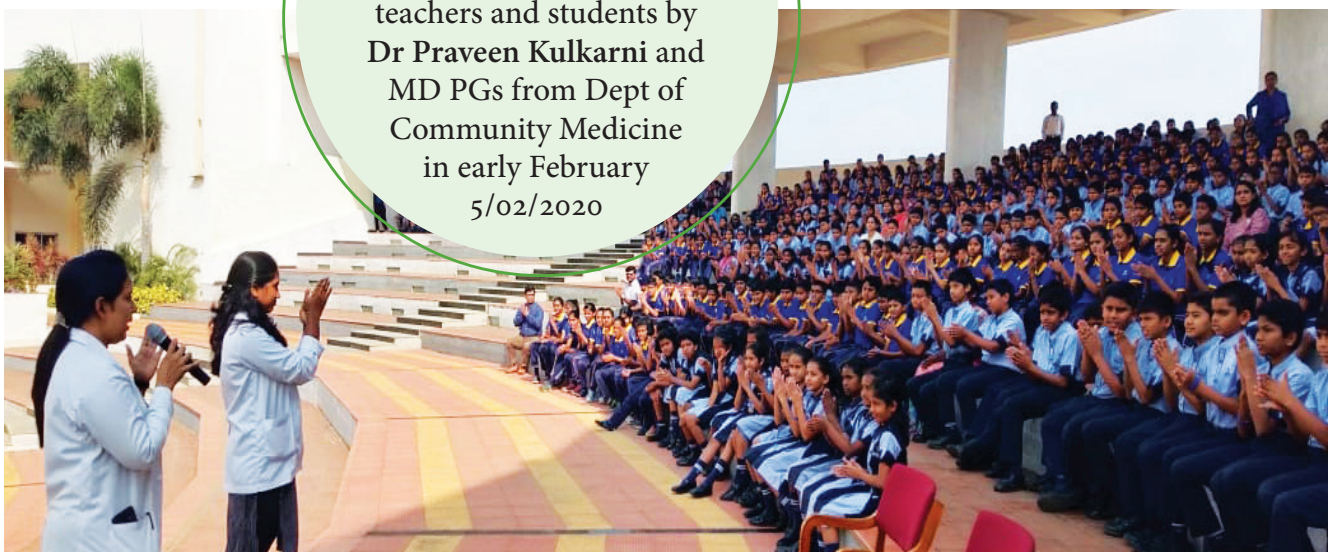 teachers and students by
Dr Praveen Kulkarni and
MD PGs from Dept of
Community Medicine
in early February
5/02/2020